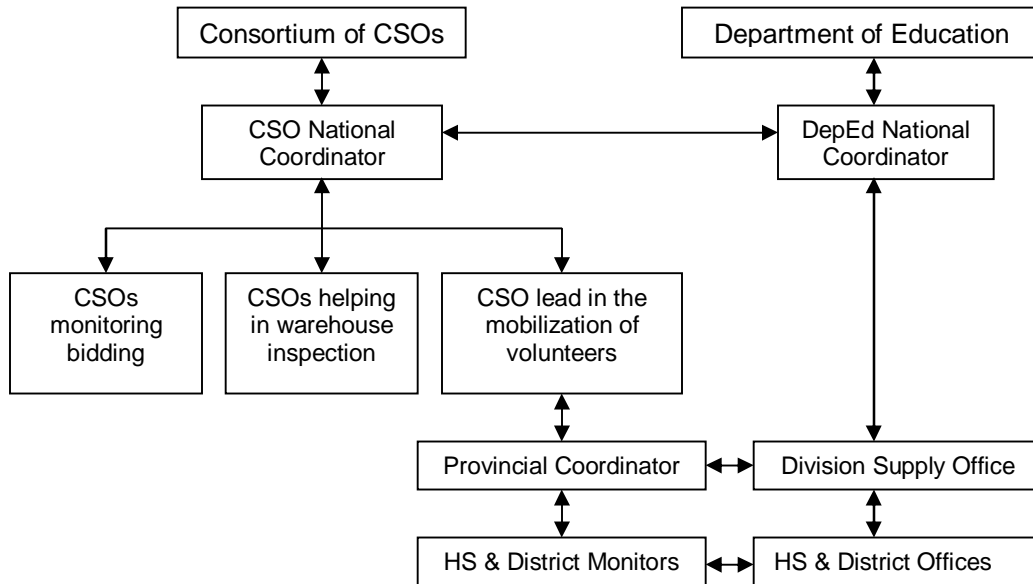 Consortium of CSOs
Department of Education
CSO National
Coordinator
DepEd National
Coordinator
CSOs
monitoring
bidding
CSOs helping
in warehouse
inspection
CSO lead in the
mobilization of
volunteers
Provincial Coordinator
Division Supply Office
HS & District Monitors
HS & District Offices